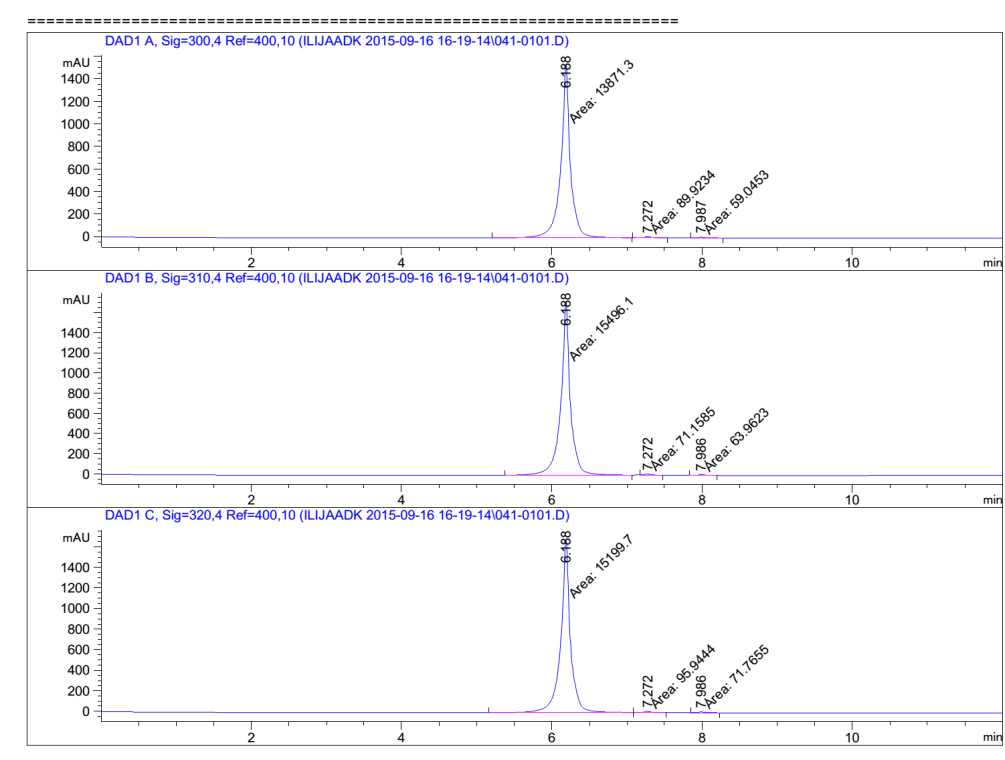 =====================================================================
DAD1 A, Sig=300,4 Ref=400,10 (ILIJAADK 2015-09-16 16-19-14\041-0101.D)
mAU
1400
1200
1000
800
600
400
200
0
6.188
Area: 13871.3
7.272
Area: 89.9234
7.987
Area: 59.0453
2 4 6 8 10 min
DAD1 B, Sig=310,4 Ref=400,10 (ILIJAADK 2015-09-16 16-19-14\041-0101.D)
mAU
1400
1200
1000
800
600
400
200
0
6.188
Area: 15496.1
7.272
Area: 71.1585
7.986
Area: 63.9623
2 4 6 8 10 min
DAD1 C, Sig=320,4 Ref=400,10 (ILIJAADK 2015-09-16 16-19-14\041-0101.D)
mAU
1400
1200
1000
800
600
400
200
0
6.188
Area: 15199.7
7.272
Area: 95.9444
7.986
Area: 71.7655
2 4 6 8 10 min